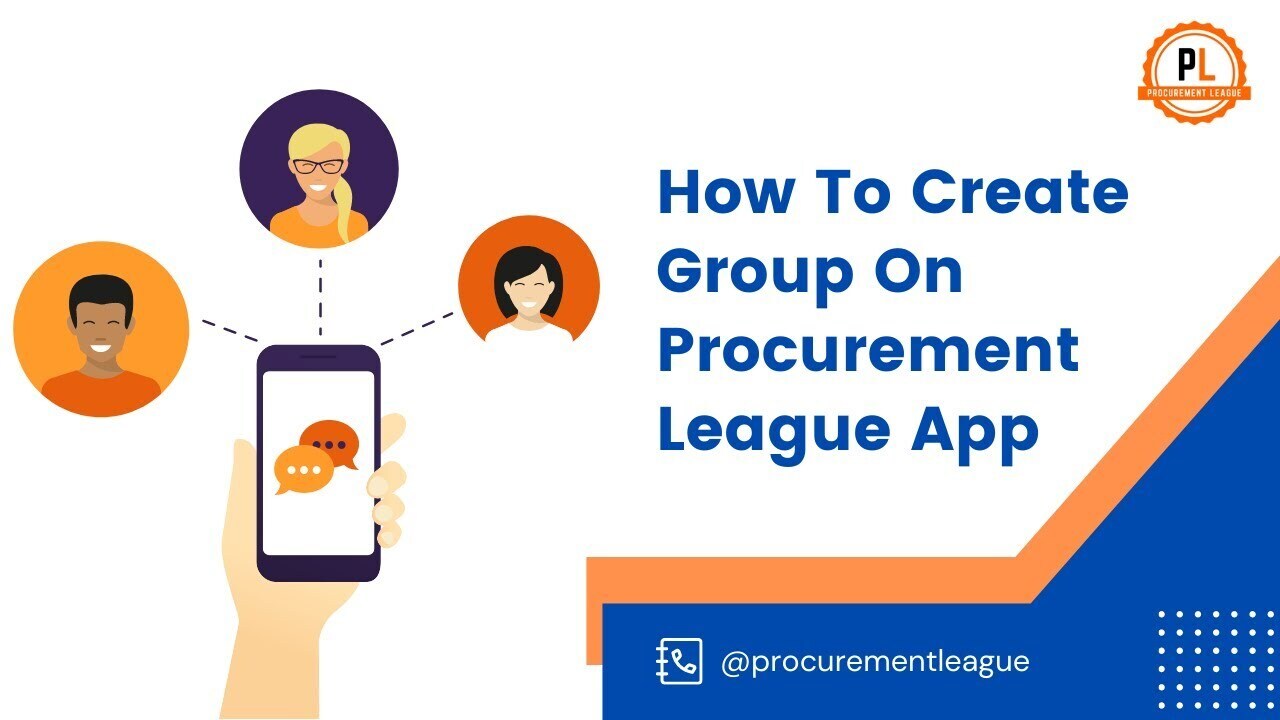 PL
PROCUREMENT LEAGUE
How To Create
Group On
Procurement
League App
@procurementleague